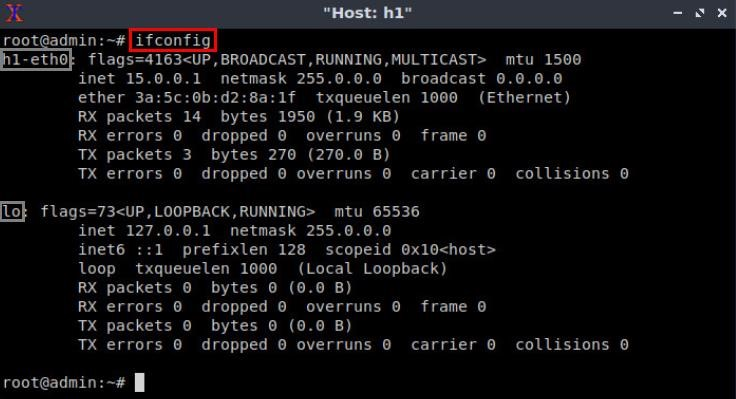 "Host: h1"
root@admin:~# ifconfig
h1-eth0: flags=4163<UP,BROADCAST,RUNNING,MULTICAST>  mtu 1500
        inet 15.0.0.1  netmask 255.0.0.0  broadcast 0.0.0.0
        ether 3a:5c:0b:d2:8a:1f  txqueuelen 1000  (Ethernet)
        RX packets 14  bytes 1950 (1.9 KB)
        RX errors 0  dropped 0  overruns 0  frame 0
        TX packets 3  bytes 270 (270.0 B)
        TX errors 0  dropped 0 overruns 0  carrier 0  collisions 0

lo: flags=73<UP,LOOPBACK,RUNNING>  mtu 65536
        inet 127.0.0.1  netmask 255.0.0.0
        inet6 ::1  prefixlen 128  scopeid 0x10<host>
        loop  txqueuelen 1000  (Local Loopback)
        RX packets 0  bytes 0 (0.0 B)
        RX errors 0  dropped 0  overruns 0  frame 0
        TX packets 0  bytes 0 (0.0 B)
        TX errors 0  dropped 0 overruns 0  carrier 0  collisions 0

root@admin:~#